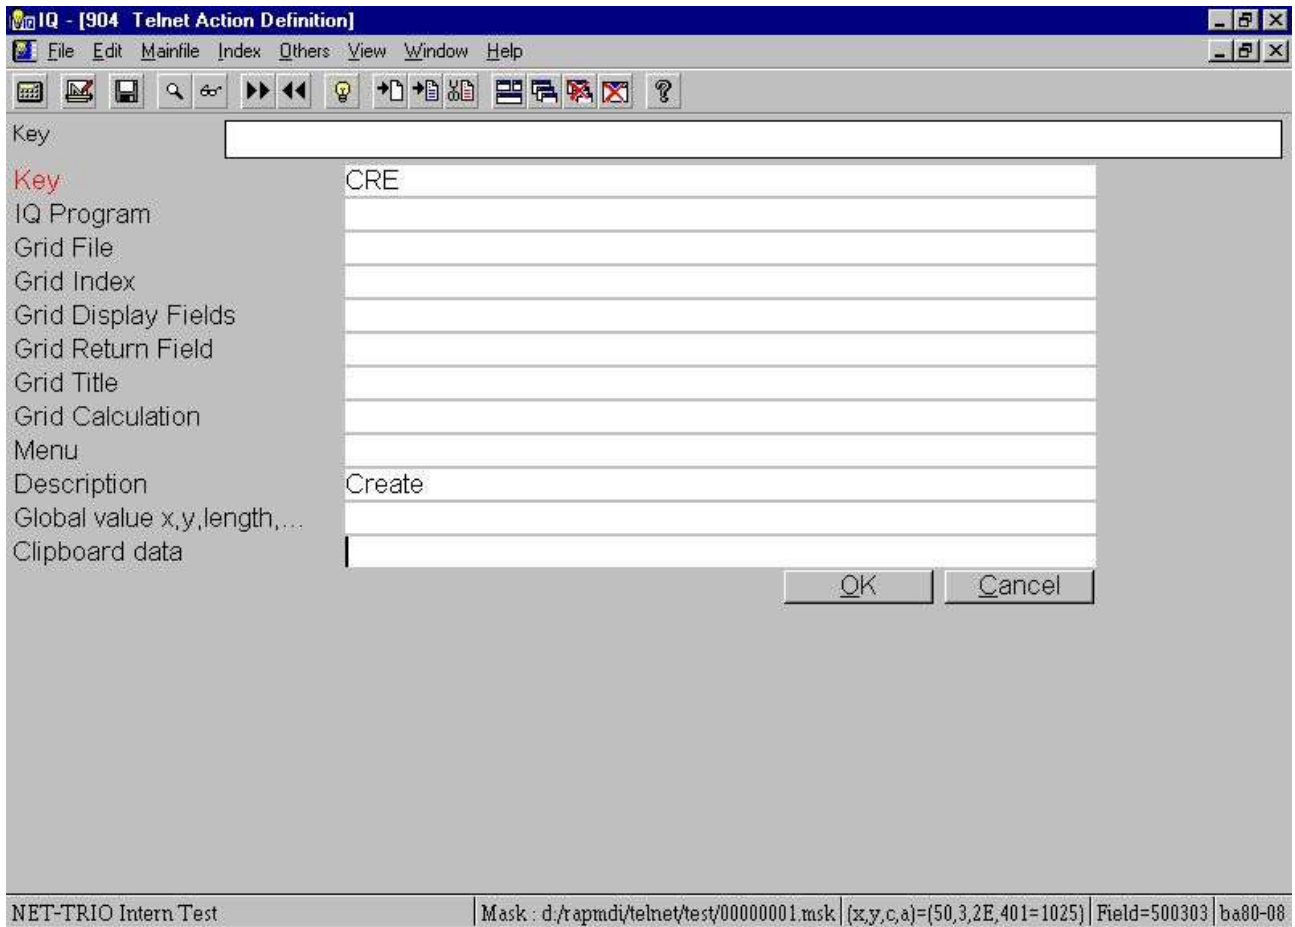 IQ - [904 Telnet Action Definition]
File Edit Mainfile Index Others View Window Help
Key
Key CRE
IQ Program
Grid File
Grid Index
Grid Display Fields
Grid Return Field
Grid Title
Grid Calculation
Menu
Description Create
Global value x,y,length,...
Clipboard data
OK Cancel
NET-TRIO Intern Test Mask : d:/rapmdi/telnet/test/00000001.msk (x,y,c,a)=(50,3,2E,401=1025) Field=500303 ba80-08